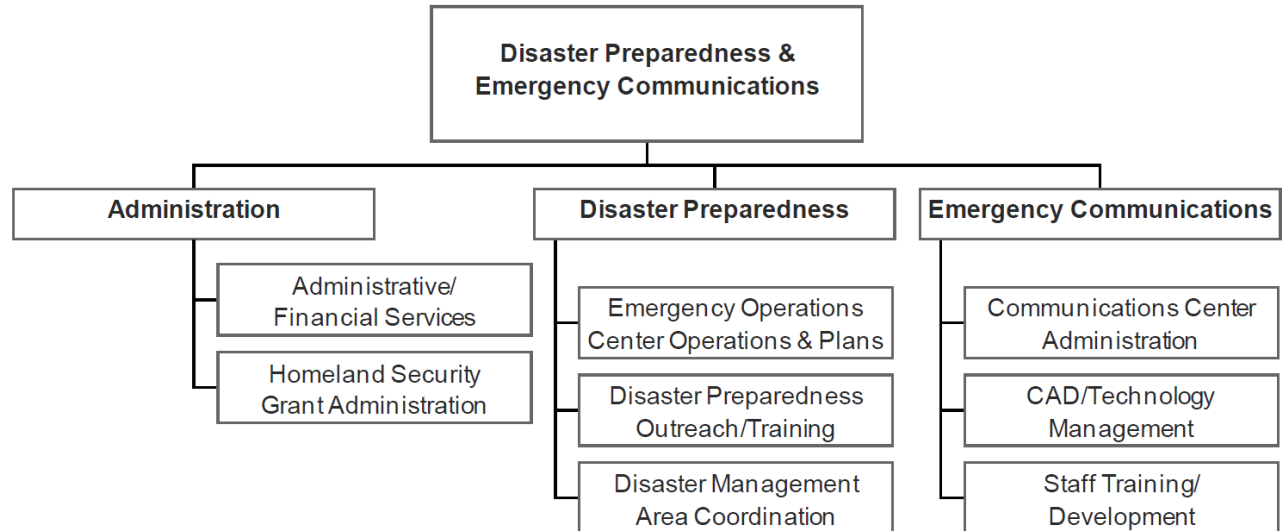 Disaster Preparedness &
Emergency Communications
Administration
Administrative/
Financial Services
Homeland Security
Grant Administration
Disaster Preparedness
Emergency Operations
Center Operations & Plans
Disaster Preparedness
Outreach/Training
Disaster Management
Area Coordination
Emergency Communications
Communications Center
Administration
CAD/Technology
Management
Staff Training/
Development